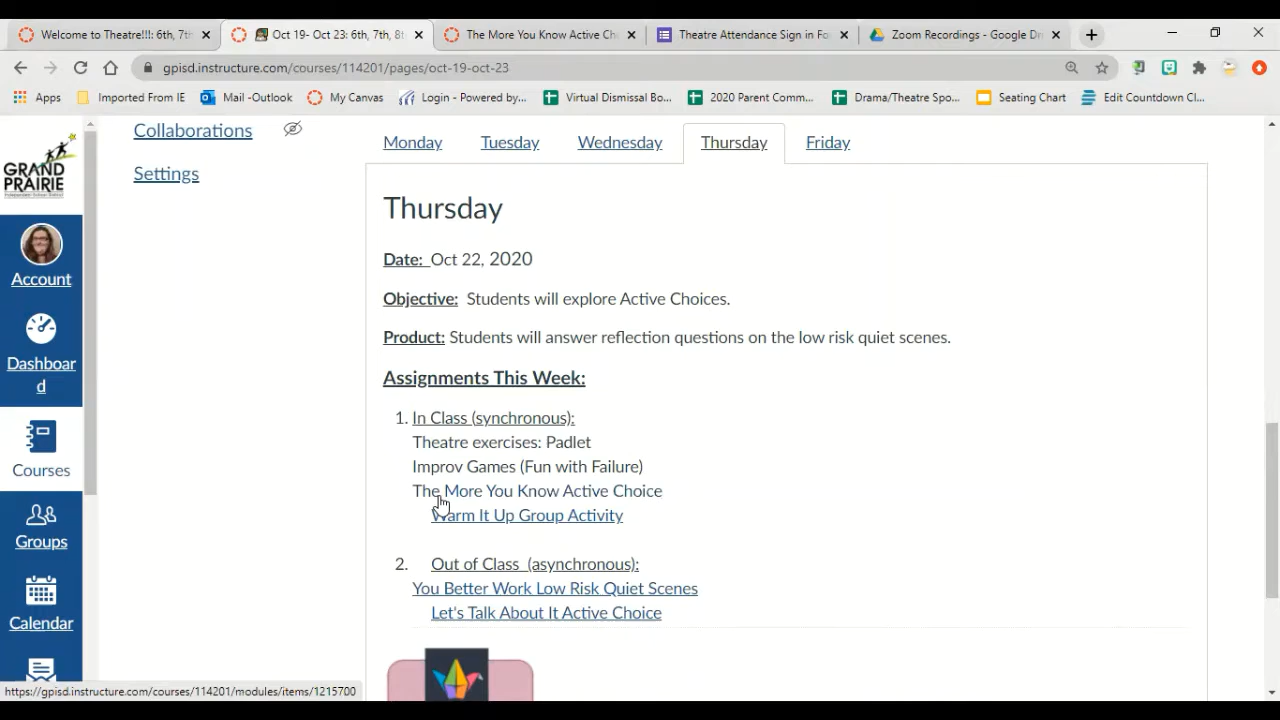 Welcome to Theatre!!!: 6th, 7th
Oct 19- Oct 23: 6th, 7th, 8t
The More You Know Active Ch
Theatre Attendance Sign in Fo
Zoom Recordings - Google Dr
gpisd.instructure.com/courses/114201/pages/oct-19-oct-23
Apps
Imported From IE
Mail -Outlook
My Canvas
Login - Powered by...
Virtual Dismissal Bo...
2020 Parent Comm...
Drama/Theatre Spo...
Seating Chart
Edit Countdown Cl...
GRAND
PRAIRIE
Account
Dashboar
d
Courses
Groups
Calendar
Collaborations
Settings
Monday
Tuesday
Wednesday
Thursday
Friday
Thursday
Date: Oct 22, 2020
Objective: Students will explore Active Choices.
Product: Students will answer reflection questions on the low risk quiet scenes.
Assignments This Week:
1. In Class (synchronous):
Theatre exercises: Padlet
Improv Games (Fun with Failure)
The More You Know Active Choice
Warm It Up Group Activity
2. Out of Class (asynchronous):
You Better Work Low Risk Quiet Scenes
Let's Talk About It Active Choice
https://gpisd.instructure.com/courses/114201/modules/items/1215700